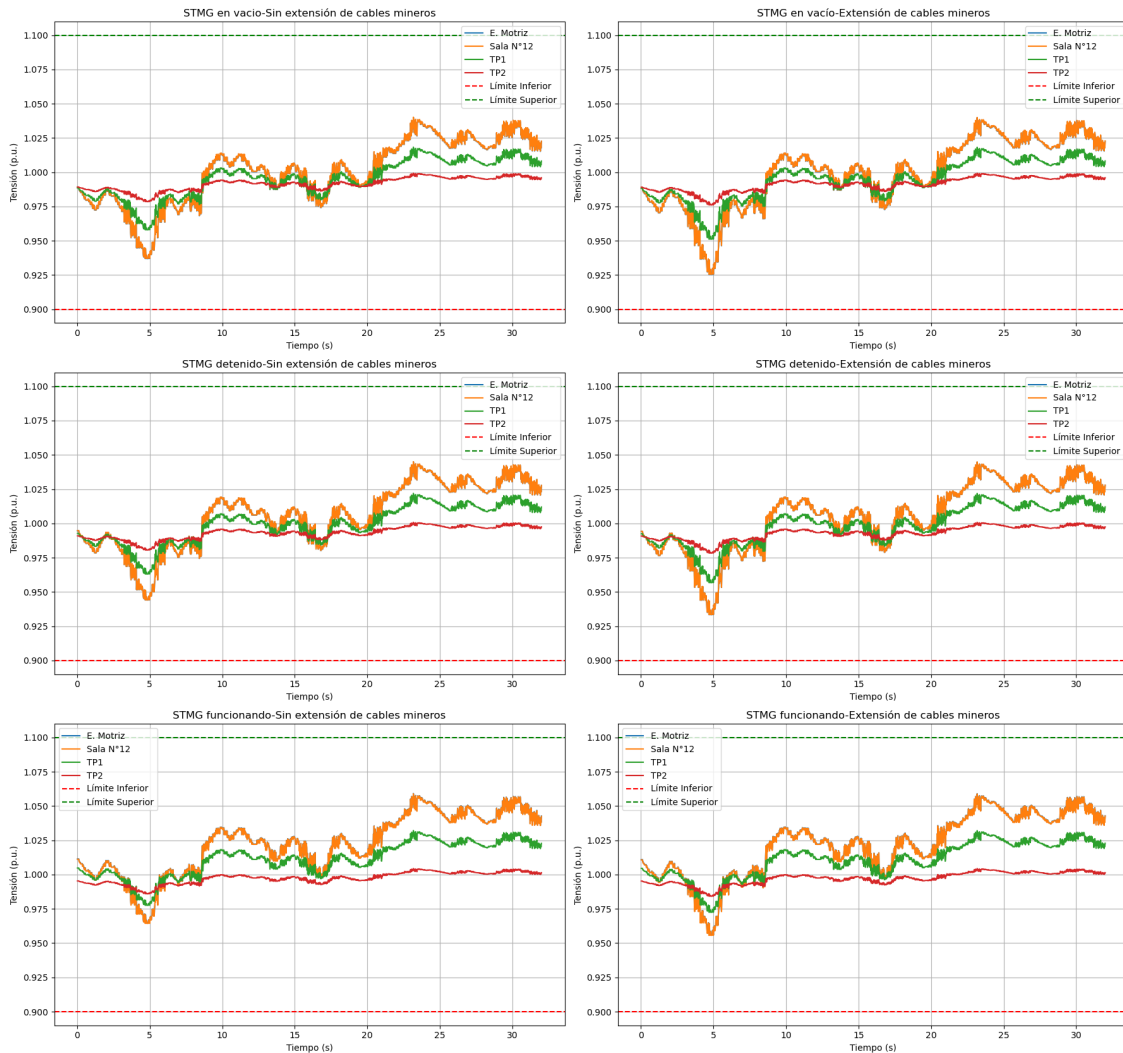 STMG en vacio-Sin extensión de cables mineros
1.100
1.075
1.050
1.025
1.000
0.975
0.950
0.925
0.900
Tensión (p.u.)
E. Motriz
Sala N°12
TP1
TP2
Límite Inferior
Límite Superior
0 5 10 15 20 25 30
Tiempo (s)
STMG en vacío-Extensión de cables mineros
1.100
1.075
1.050
1.025
1.000
0.975
0.950
0.925
0.900
Tensión (p.u.)
E. Motriz
Sala N°12
TP1
TP2
Límite Inferior
Límite Superior
0 5 10 15 20 25 30
Tiempo (s)
STMG detenido-Sin extensión de cables mineros
1.100
1.075
1.050
1.025
1.000
0.975
0.950
0.925
0.900
Tensión (p.u.)
E. Motriz
Sala N°12
TP1
TP2
Límite Inferior
Límite Superior
0 5 10 15 20 25 30
Tiempo (s)
STMG detenido-Extensión de cables mineros
1.100
1.075
1.050
1.025
1.000
0.975
0.950
0.925
0.900
Tensión (p.u.)
E. Motriz
Sala N°12
TP1
TP2
Límite Inferior
Límite Superior
0 5 10 15 20 25 30
Tiempo (s)
STMG funcionando-Sin extensión de cables mineros
1.100
1.075
1.050
1.025
1.000
0.975
0.950
0.925
0.900
Tensión (p.u.)
E. Motriz
Sala N°12
TP1
TP2
Límite Inferior
Límite Superior
0 5 10 15 20 25 30
Tiempo (s)
STMG funcionando-Extensión de cables mineros
1.100
1.075
1.050
1.025
1.000
0.975
0.950
0.925
0.900
Tensión (p.u.)
E. Motriz
Sala N°12
TP1
TP2
Límite Inferior
Límite Superior
0 5 10 15 20 25 30
Tiempo (s)